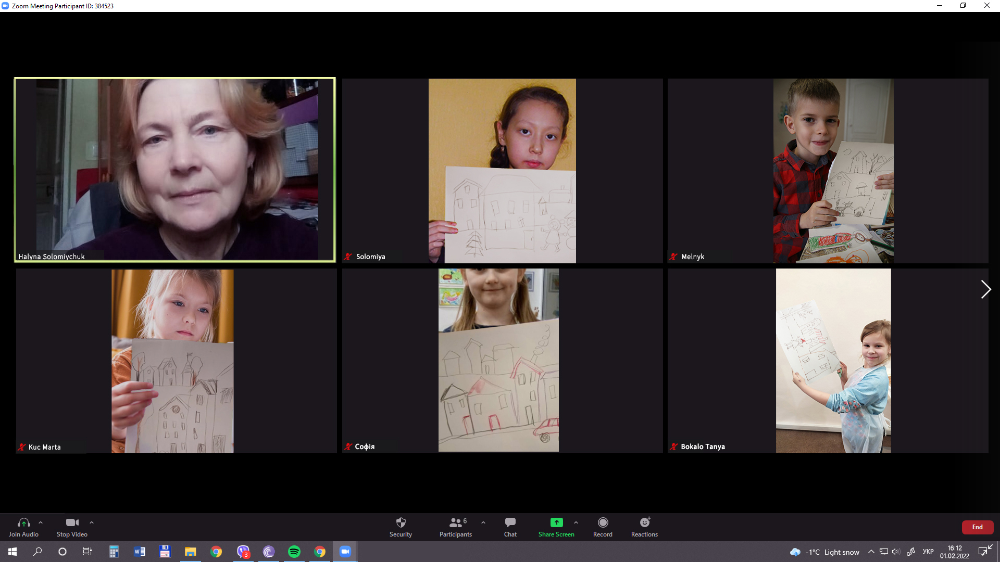 Zoom Meeting Participant ID: 384523
Halyna Solomiychuk
Solomiya
Melnyk
Kuc Marta
Софія
Bokalo Tanya
Join Audio
Stop Video
Security
6
Participants
Chat
Share Screen
Record
Reactions
End
3
-1°C Light snow
УКР
16:12
01.02.2022